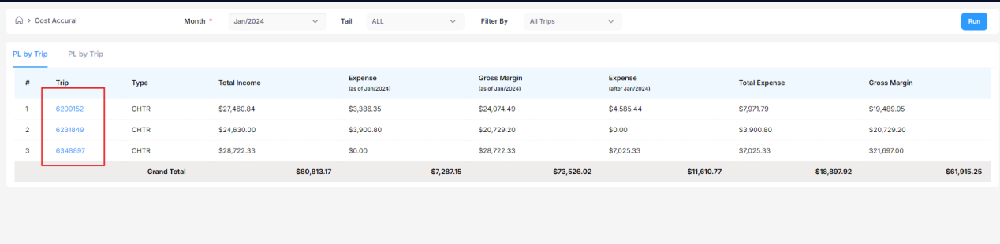 > Cost Accural Month * Jan/2024 Tail ALL Filter By All Trips Run
PL by Trip PL by Trip
# Trip Type Total Income Expense (as of Jan/2024) Gross Margin (as of Jan/2024) Expense (after Jan/2024) Total Expense Gross Margin
1 6209152 CHTR $27,460.84 $3,386.35 $24,074.49 $4,585.44 $7,971.79 $19,489.05
2 6231849 CHTR $24,630.00 $3,900.80 $20,729.20 $0.00 $3,900.80 $20,729.20
3 6348897 CHTR $28,722.33 $0.00 $28,722.33 $7,025.33 $7,025.33 $21,697.00
Grand Total $80,813.17 $7,287.15 $73,526.02 $11,610.77 $18,897.92 $61,915.25